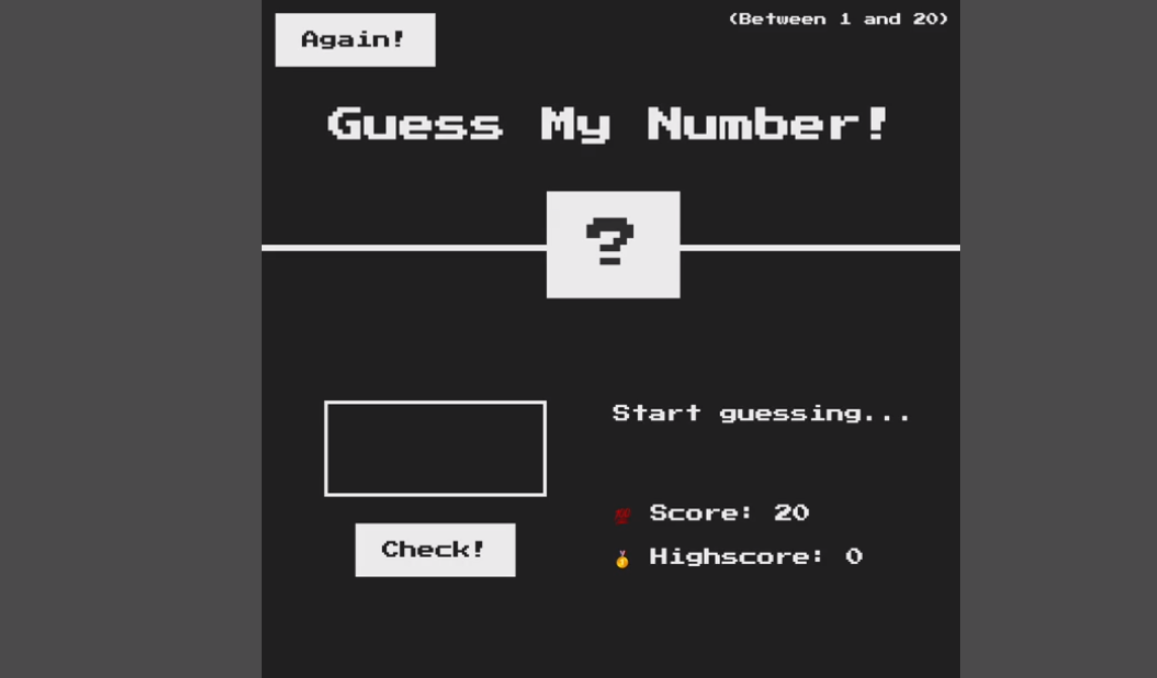 Again!
(Between 1 and 20)
Guess My Number!
?
Start guessing...
💯 Score: 20
🥇 Highscore: 0
Check!